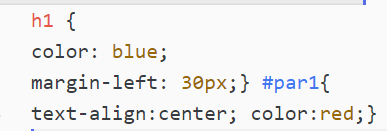 h1 {
color: blue;
margin-left: 30px;} #par1{
text-align:center; color:red;}